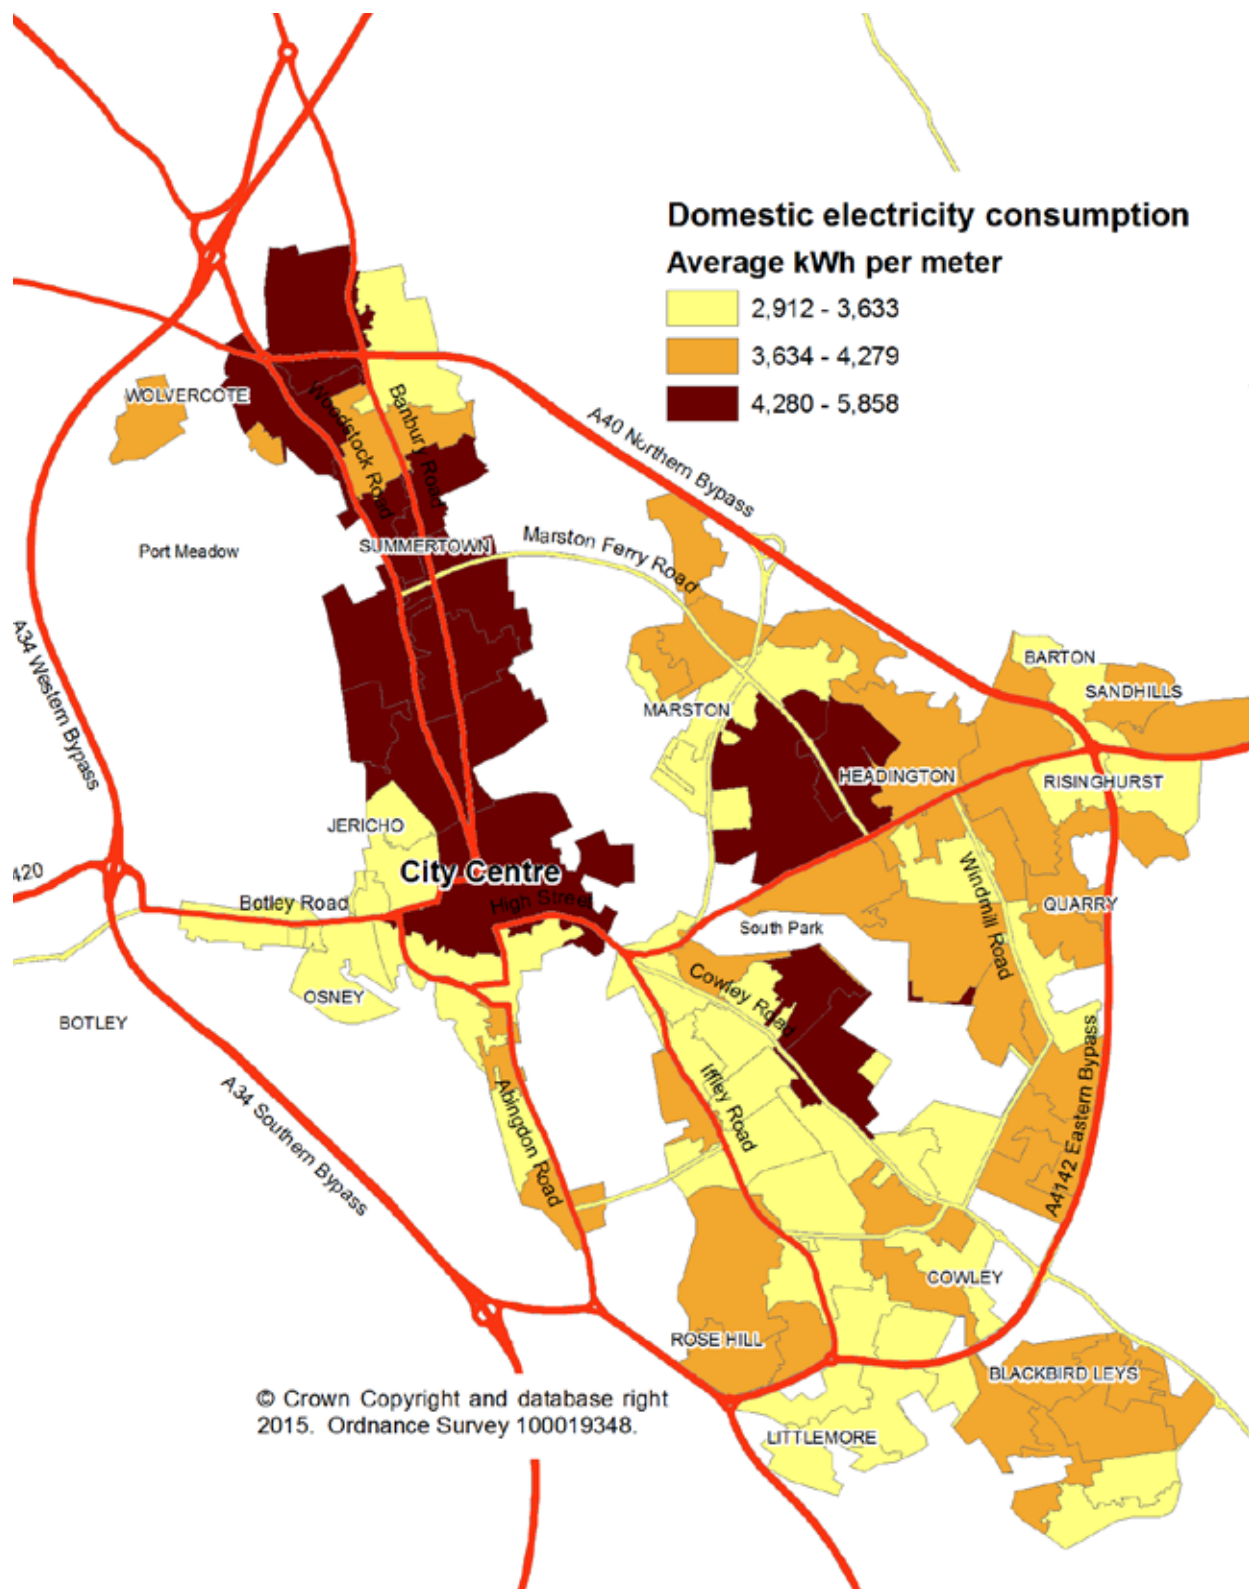 Domestic electricity consumption
Average kWh per meter
2,912 - 3,633
3,634 - 4,279
4,280 - 5,858
WOLVERCOTE
Woodstock Road
Banbury Road
A40 Northern Bypass
Port Meadow
SUMMERTOWN
Marston Ferry Road
A34 Western Bypass
BARTON
SANDHILLS
MARSTON
HEADINGTON
RISINGHURST
JERICHO
City Centre
420
Botley Road
High Street
Windmill Road
QUARRY
South Park
Cowley Road
OSNEY
BOTLEY
A34 Southern Bypass
Abingdon Road
Iffley Road
A4142 Eastern Bypass
COWLEY
ROSE HILL
BLACKBIRD LEYS
© Crown Copyright and database right
2015. Ordnance Survey 100019348.
LITTLEMORE